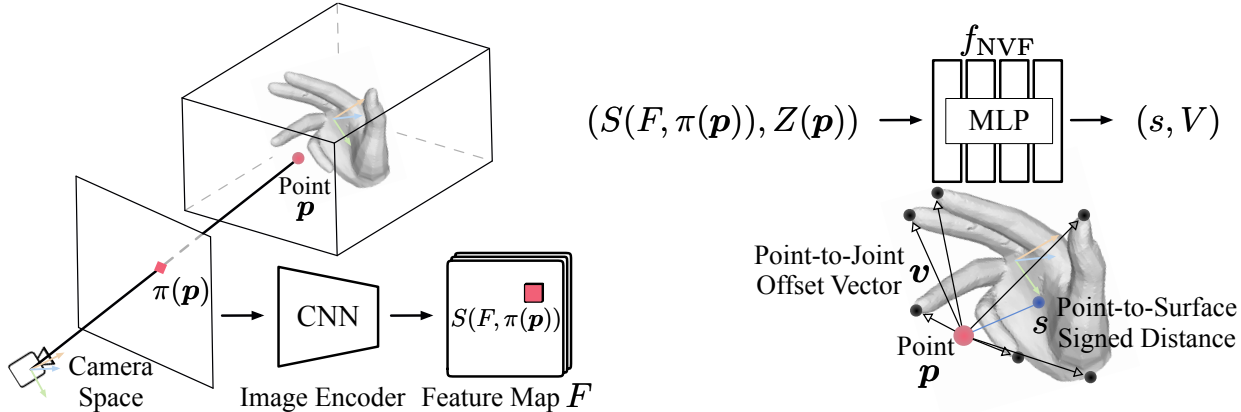 Point
p
π(p)
Camera
Space
CNN
Image Encoder
S(F, π(p))
Feature Map F
f_NVF
(S(F, π(p)), Z(p))
MLP
(s, V)
Point-to-Joint
Offset Vector
v
Point
p
s
Point-to-Surface
Signed Distance